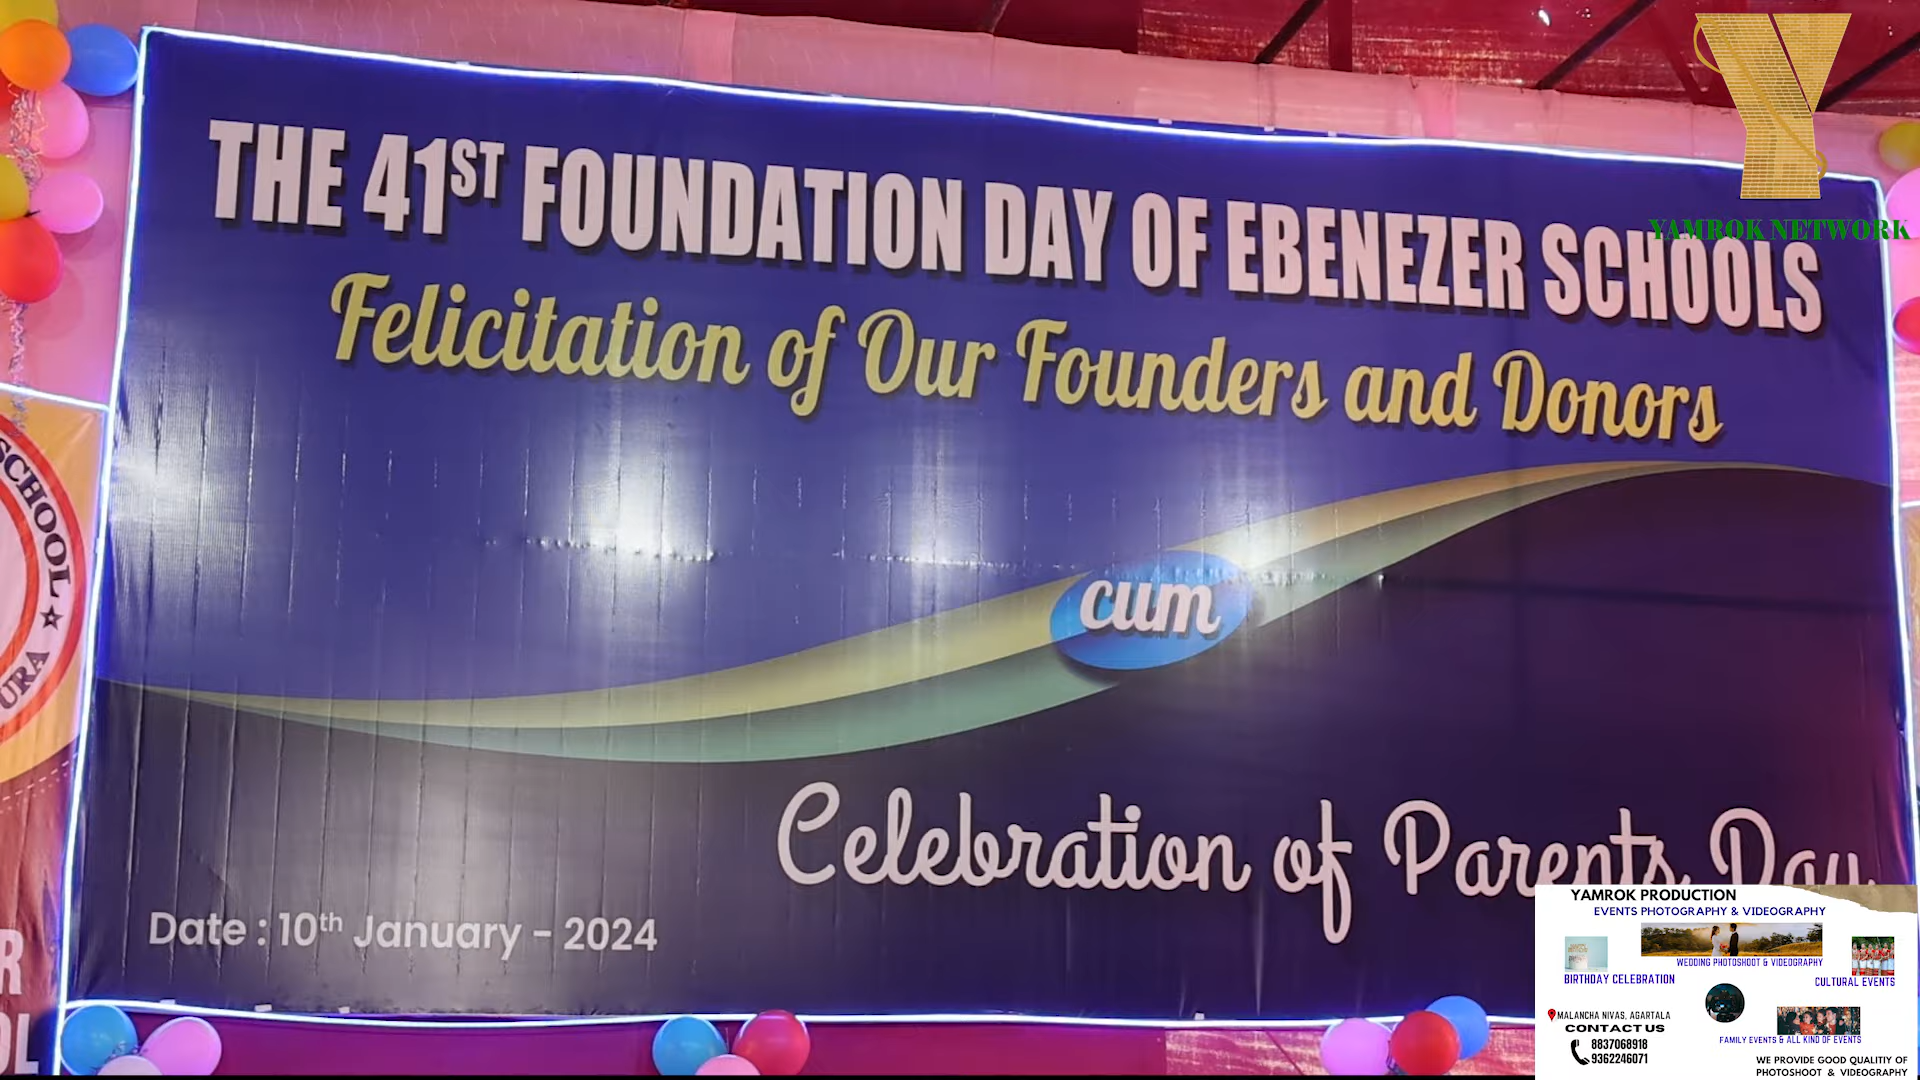 THE 41ST FOUNDATION DAY OF EBENEZER SCHOOLS
Felicitation of Our Founders and Donors
cum
Celebration of Parents Day
Date : 10th January - 2024
SCHOOL
URA
R
OL
YAMROK NETWORK
YAMROK PRODUCTION
EVENTS PHOTOGRAPHY & VIDEOGRAPHY
WEDDING PHOTOSHOOT & VIDEOGRAPHY
BIRTHDAY CELEBRATION
CULTURAL EVENTS
MALANCHA NIVAS, AGARTALA
CONTACT US
8837068918
9362246071
FAMILY EVENTS & ALL KIND OF EVENTS
WE PROVIDE GOOD QUALITIY OF
PHOTOSHOOT & VIDEOGRAPHY